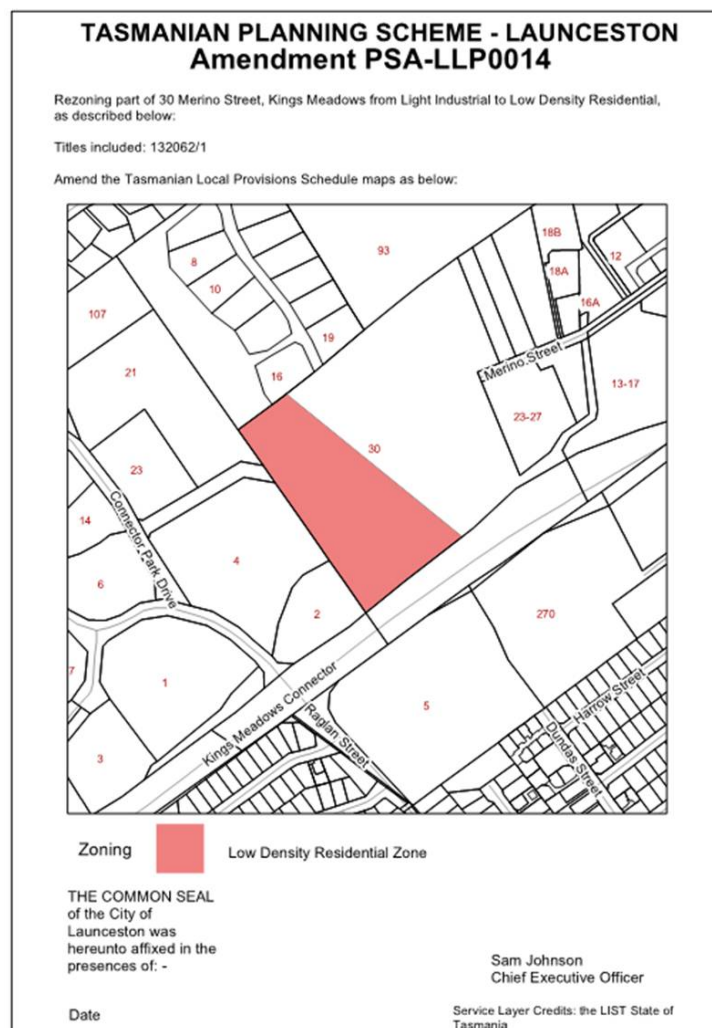 TASMANIAN PLANNING SCHEME - LAUNCESTON
Amendment PSA-LLP0014
Rezoning part of 30 Merino Street, Kings Meadows from Light Industrial to Low Density Residential,
as described below:
Titles included: 132062/1
Amend the Tasmanian Local Provisions Schedule maps as below:
93
18B
12
8
18A
10
16A
107
19
Merino Street
16
21
13-17
23-27
30
23
Connector Park Drive
14
4
6
2
270
7
1
Kings Meadows Connector
Harrow Street
5
Raglan Street
Dundas Street
3
Zoning
Low Density Residential Zone
THE COMMON SEAL
of the City of
Launceston was
hereunto affixed in the
presences of: -
Sam Johnson
Chief Executive Officer
Date
Service Layer Credits: the LIST State of
Tasmania